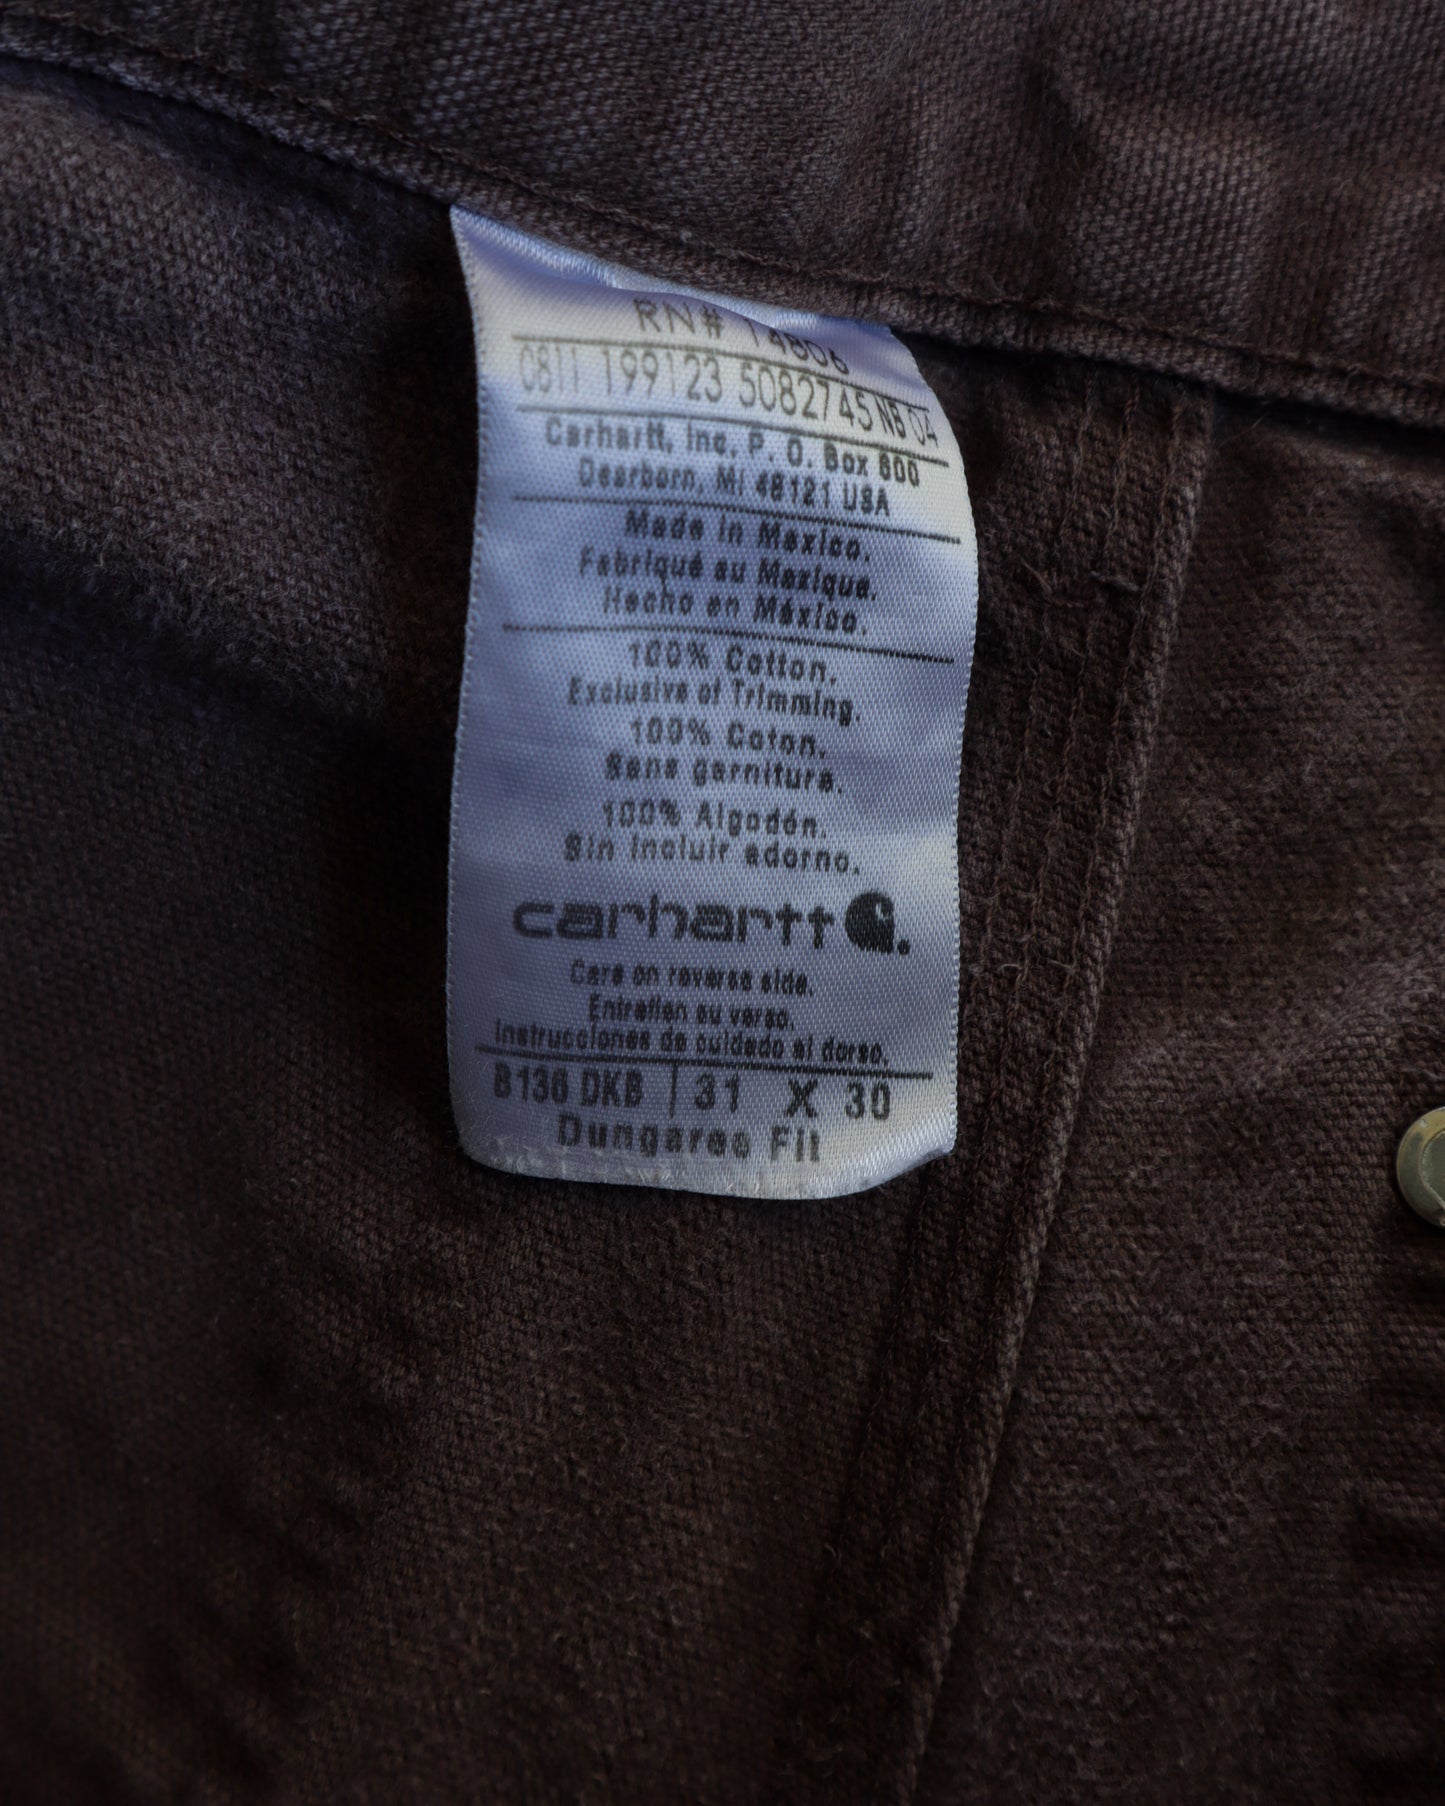 RN# 14806
0811 199123 5082745 NB 04
Carhartt, Inc. P. O. Box 600
Dearborn, MI 48121 USA
Made in Mexico.
Fabriqué au Mexique.
Hecho en México.
100% Cotton.
Exclusive of Trimming.
100% Coton.
Sans garniture.
100% Algodón.
Sin incluir adorno.
carhartt
Care on reverse side.
Entretien au verso.
Instrucciones de cuidado al dorso.
B136 DKB | 31 X 30
Dungaree Fit